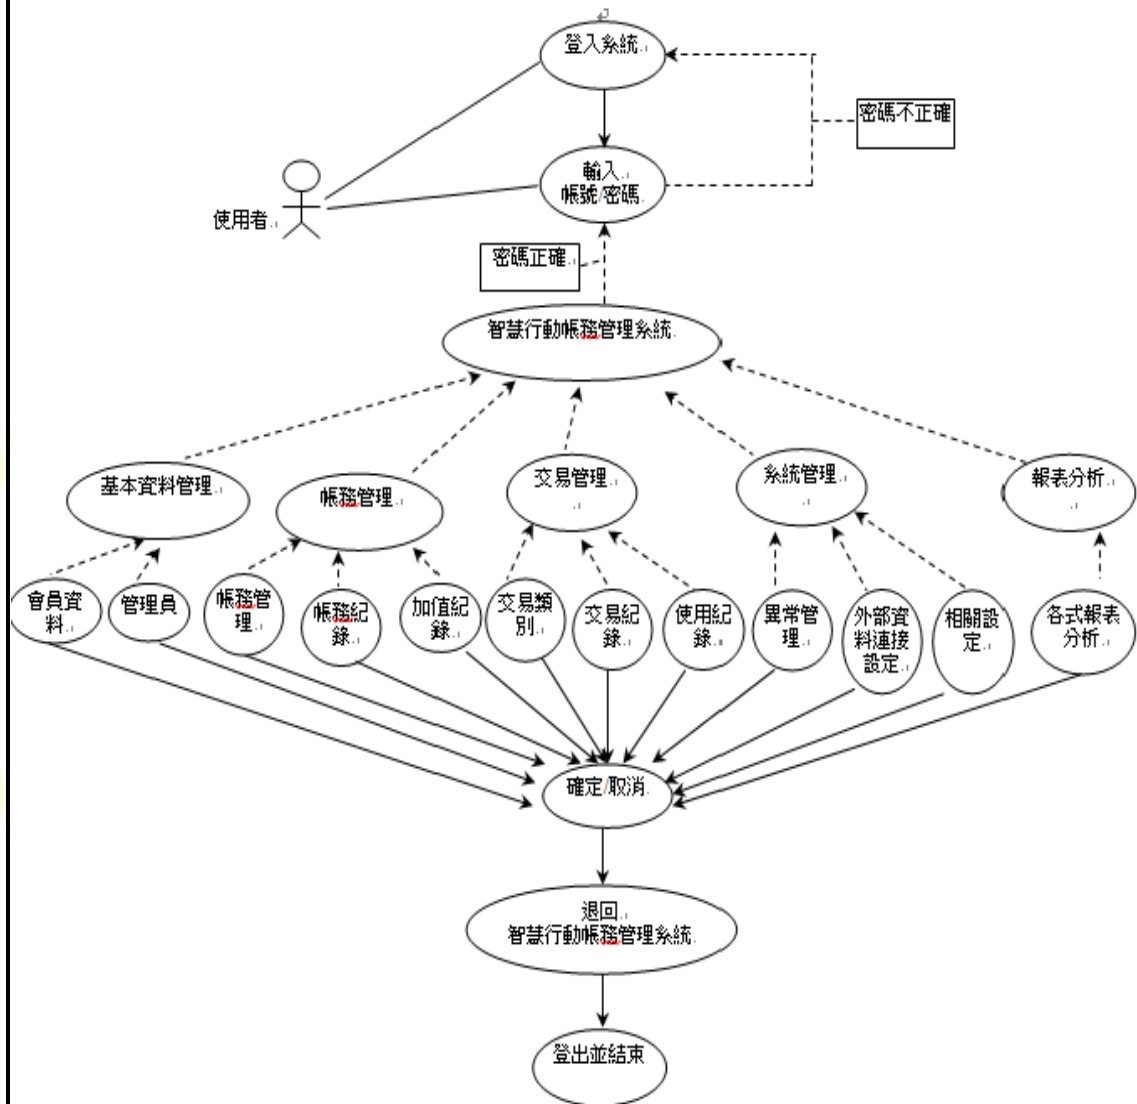 登入系統
密碼不正確
輸入
帳號/密碼
使用者
密碼正確
智慧行動帳務管理系統
基本資料管理
帳務管理
交易管理
系統管理
報表分析
會員資
料
管理員
帳務管
理
帳務紀
錄
加值紀
錄
交易類
別
交易紀
錄
使用紀
錄
異常管
理
外部資
料連接
設定
相關設
定
各式報表
分析
確定/取消
退回
智慧行動帳務管理系統
登出並結束